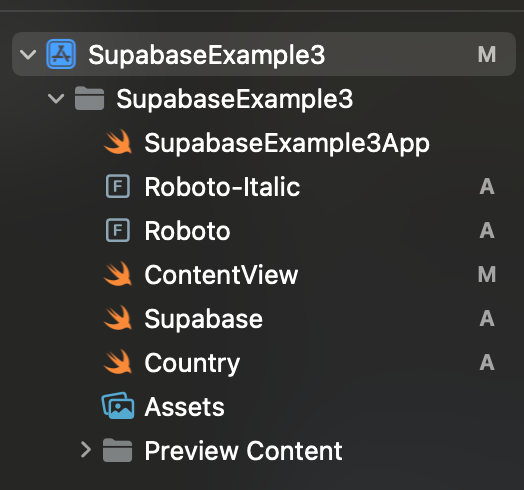 SupabaseExample3 M
SupabaseExample3
SupabaseExample3App
F Roboto-Italic A
F Roboto A
ContentView M
Supabase A
Country A
Assets
Preview Content